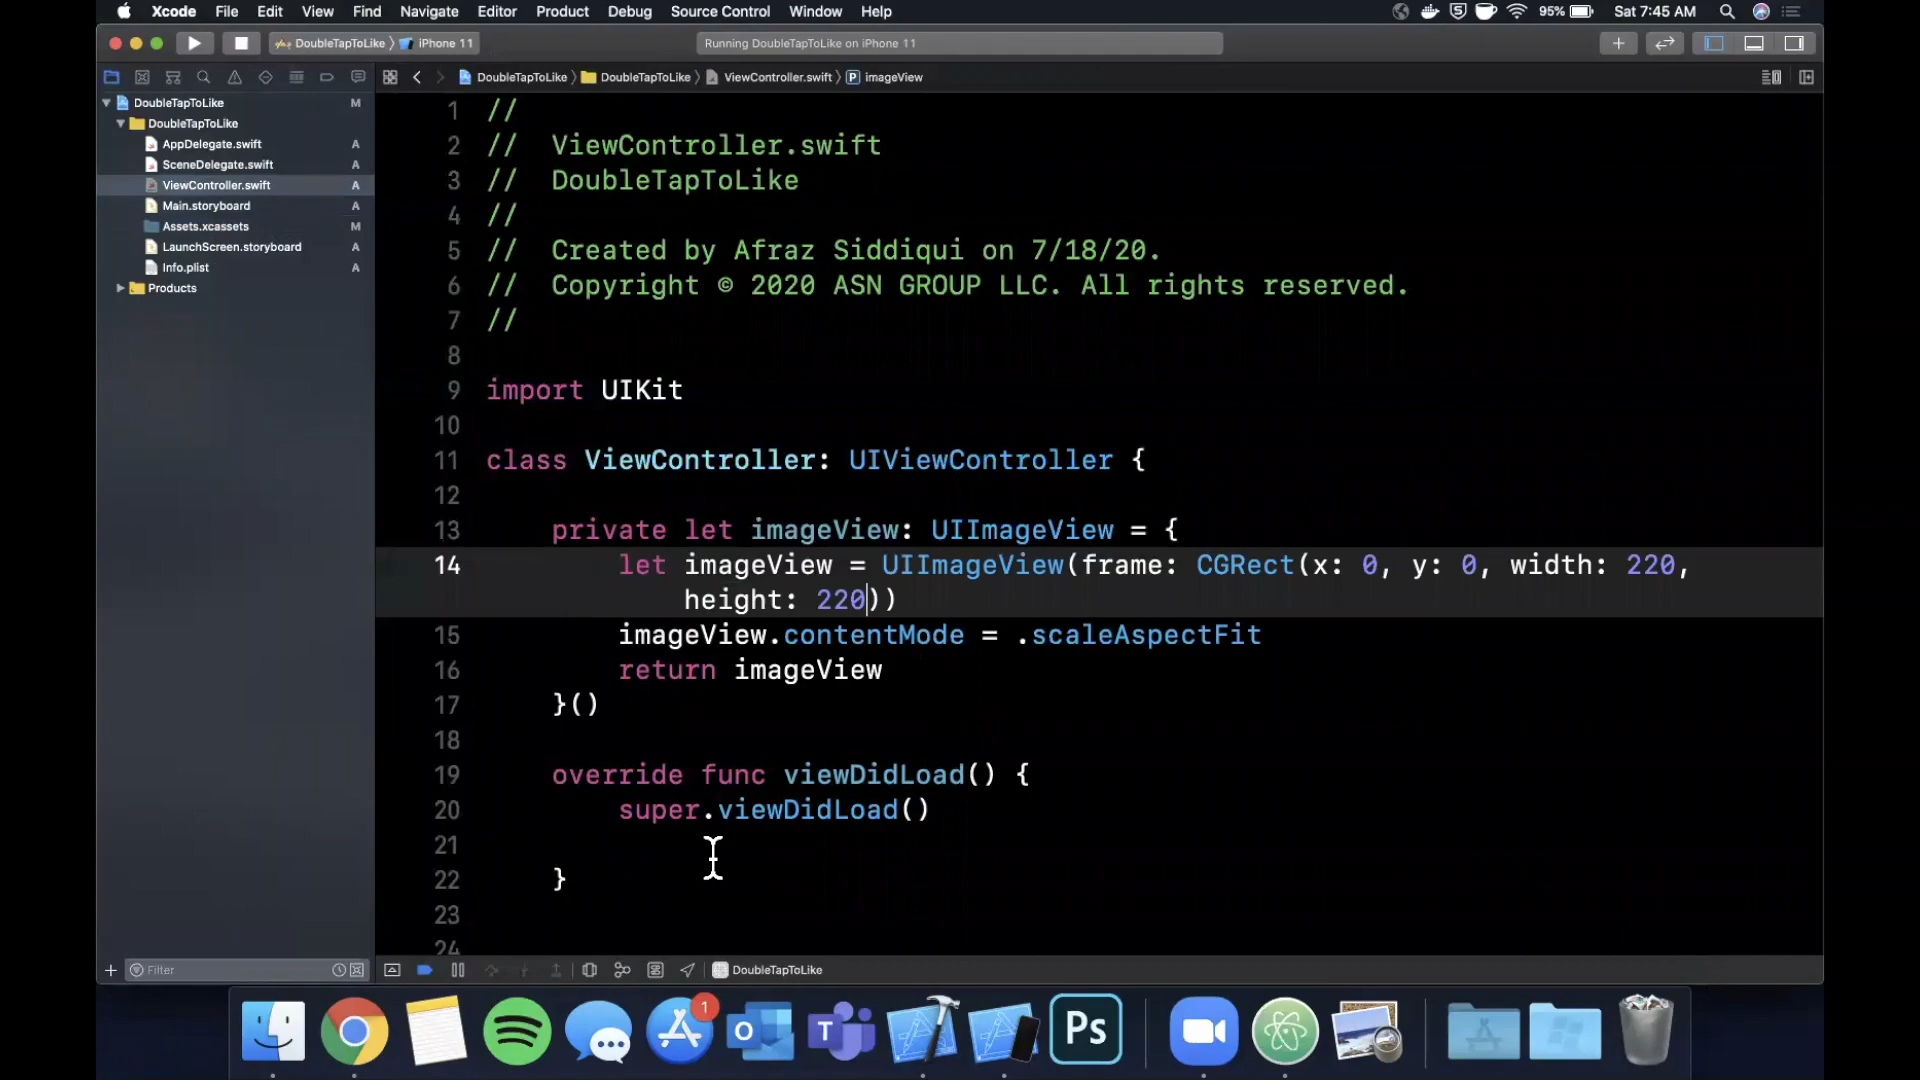 Xcode File Edit View Find Navigate Editor Product Debug Source Control Window Help 95% Sat 7:45 AM
DoubleTapToLike iPhone 11 Running DoubleTapToLike on iPhone 11
DoubleTapToLike DoubleTapToLike ViewController.swift P imageView
DoubleTapToLike M
DoubleTapToLike
AppDelegate.swift A
SceneDelegate.swift A
ViewController.swift A
Main.storyboard A
Assets.xcassets M
LaunchScreen.storyboard A
Info.plist A
Products
1 //
2 // ViewController.swift
3 // DoubleTapToLike
4 //
5 // Created by Afraz Siddiqui on 7/18/20.
6 // Copyright © 2020 ASN GROUP LLC. All rights reserved.
7 //
8
9 import UIKit
10
11 class ViewController: UIViewController {
12
13 private let imageView: UIImageView = {
14 let imageView = UIImageView(frame: CGRect(x: 0, y: 0, width: 220,
height: 220))
15 imageView.contentMode = .scaleAspectFit
16 return imageView
17 }()
18
19 override func viewDidLoad() {
20 super.viewDidLoad()
21
22 }
23
24
Filter DoubleTapToLike
1
O
T
Ps